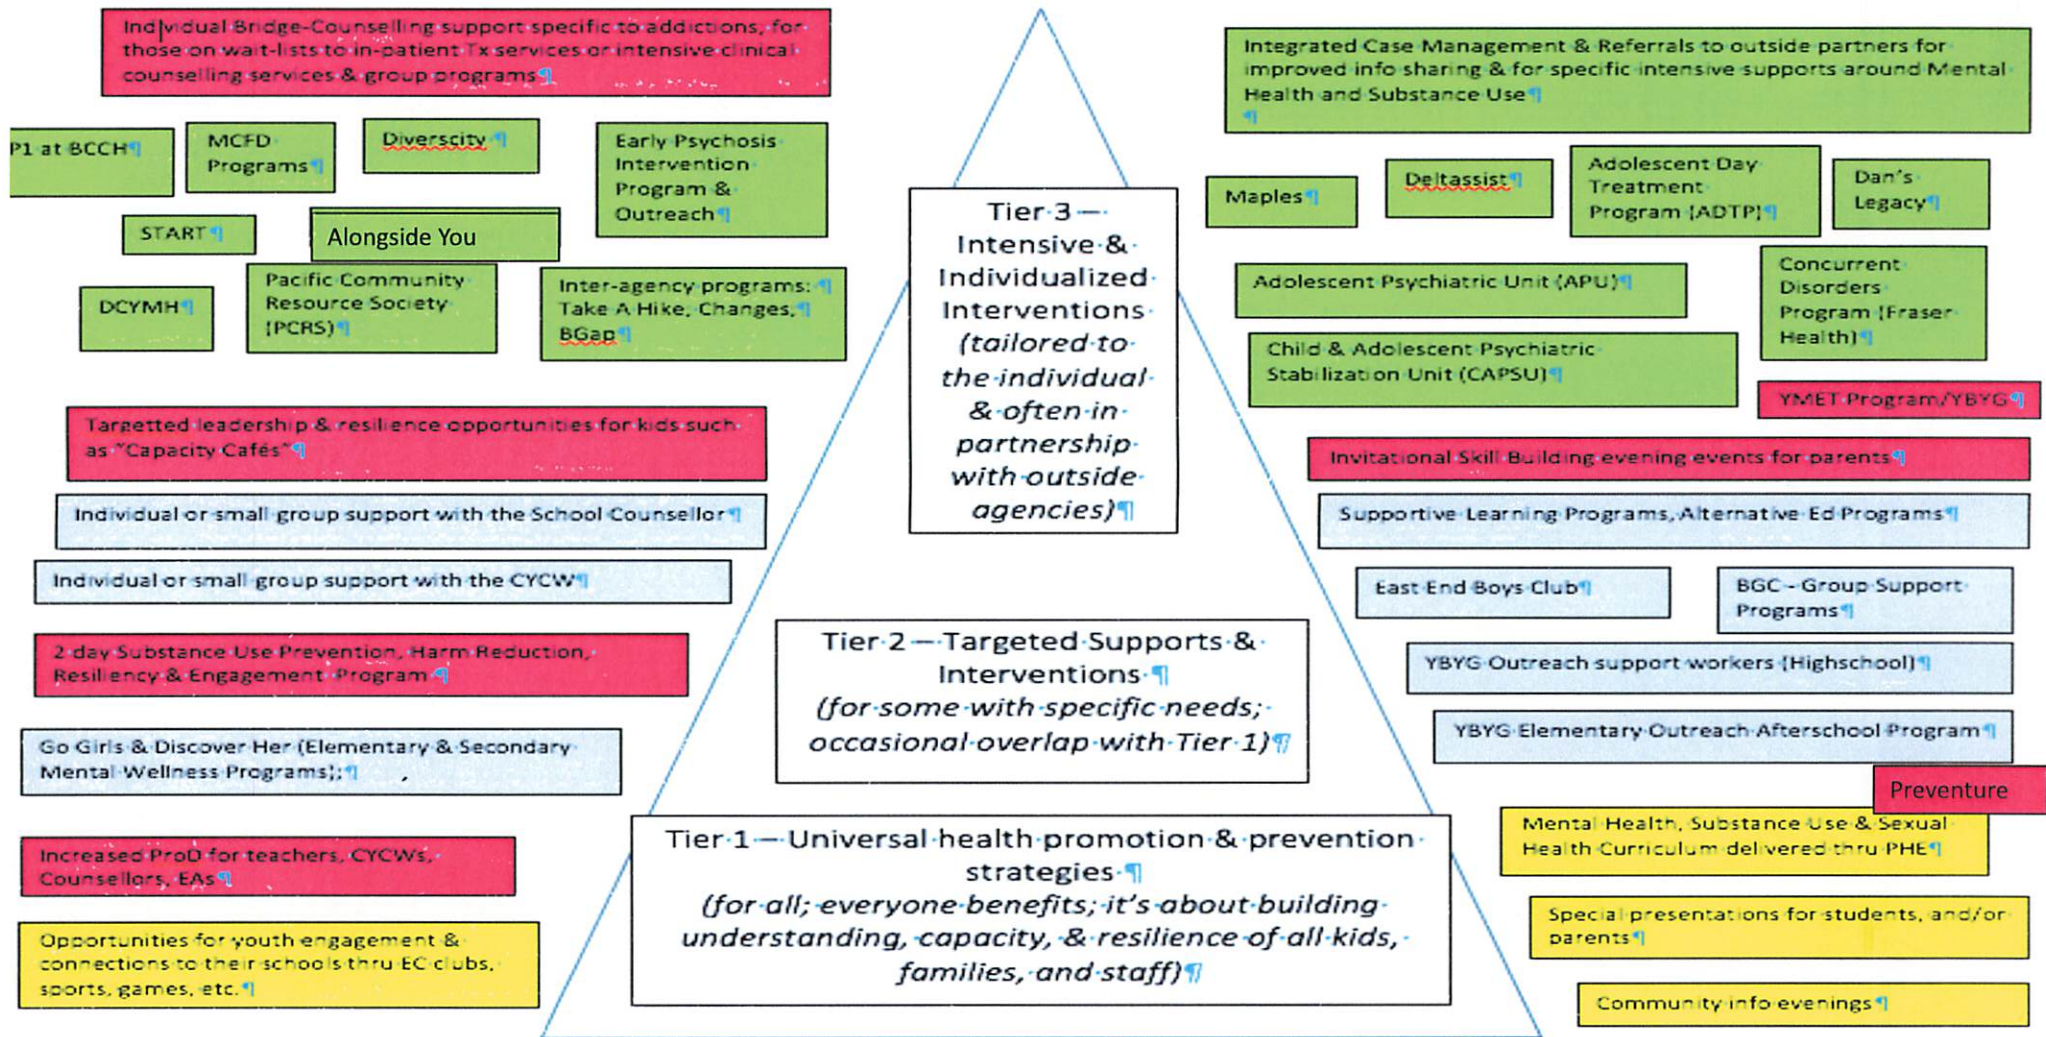 Individual Bridge-Counselling support specific to addictions, for
those on wait-lists to in-patient Tx services or intensive clinical
counselling services & group programs¶
P1 at BCCH¶
MCFD
Programs¶
Diverscity ¶
Early Psychosis
Intervention
Program &
Outreach¶
START¶
Alongside You
DCYMH¶
Pacific Community
Resource Society
(PCRS)¶
Inter-agency programs: ¶
Take A Hike, Changes,¶
BGap¶
Targetted leadership & resilience opportunities for kids such
as "Capacity Cafés"¶
Individual or small group support with the School Counsellor¶
Individual or small group support with the CYCW¶
2 day Substance Use Prevention, Harm Reduction,
Resiliency & Engagement Program ¶
Go Girls & Discover Her (Elementary & Secondary
Mental Wellness Programs);¶
Increased ProD for teachers, CYCWs,
Counsellors, EAs¶
Opportunities for youth engagement &
connections to their schools thru EC clubs,
sports, games, etc.¶
Tier 3 —
Intensive &
Individualized
Interventions
(tailored to
the individual
& often in
partnership
with outside
agencies)¶
Tier 2 — Targeted Supports &
Interventions ¶
(for some with specific needs;
occasional overlap with Tier 1)¶
Tier 1 — Universal health promotion & prevention
strategies ¶
(for all; everyone benefits; it's about building
understanding, capacity, & resilience of all kids,
families, and staff)¶
Integrated Case Management & Referrals to outside partners for
improved info sharing & for specific intensive supports around Mental
Health and Substance Use¶
¶
Maples¶
Deltassist¶
Adolescent Day
Treatment
Program (ADTP)¶
Dan's
Legacy¶
Adolescent Psychiatric Unit (APU)¶
Concurrent
Disorders
Program (Fraser
Health)¶
Child & Adolescent Psychiatric
Stabilization Unit (CAPSU)¶
YMET Program/YBYG¶
Invitational Skill Building evening events for parents¶
Supportive Learning Programs, Alternative Ed Programs¶
East End Boys Club¶
BGC - Group Support
Programs¶
YBYG Outreach support workers (Highschool)¶
YBYG Elementary Outreach Afterschool Program¶
Preventure
Mental Health, Substance Use & Sexual
Health Curriculum delivered thru PHE¶
Special presentations for students, and/or
parents¶
Community info evenings¶